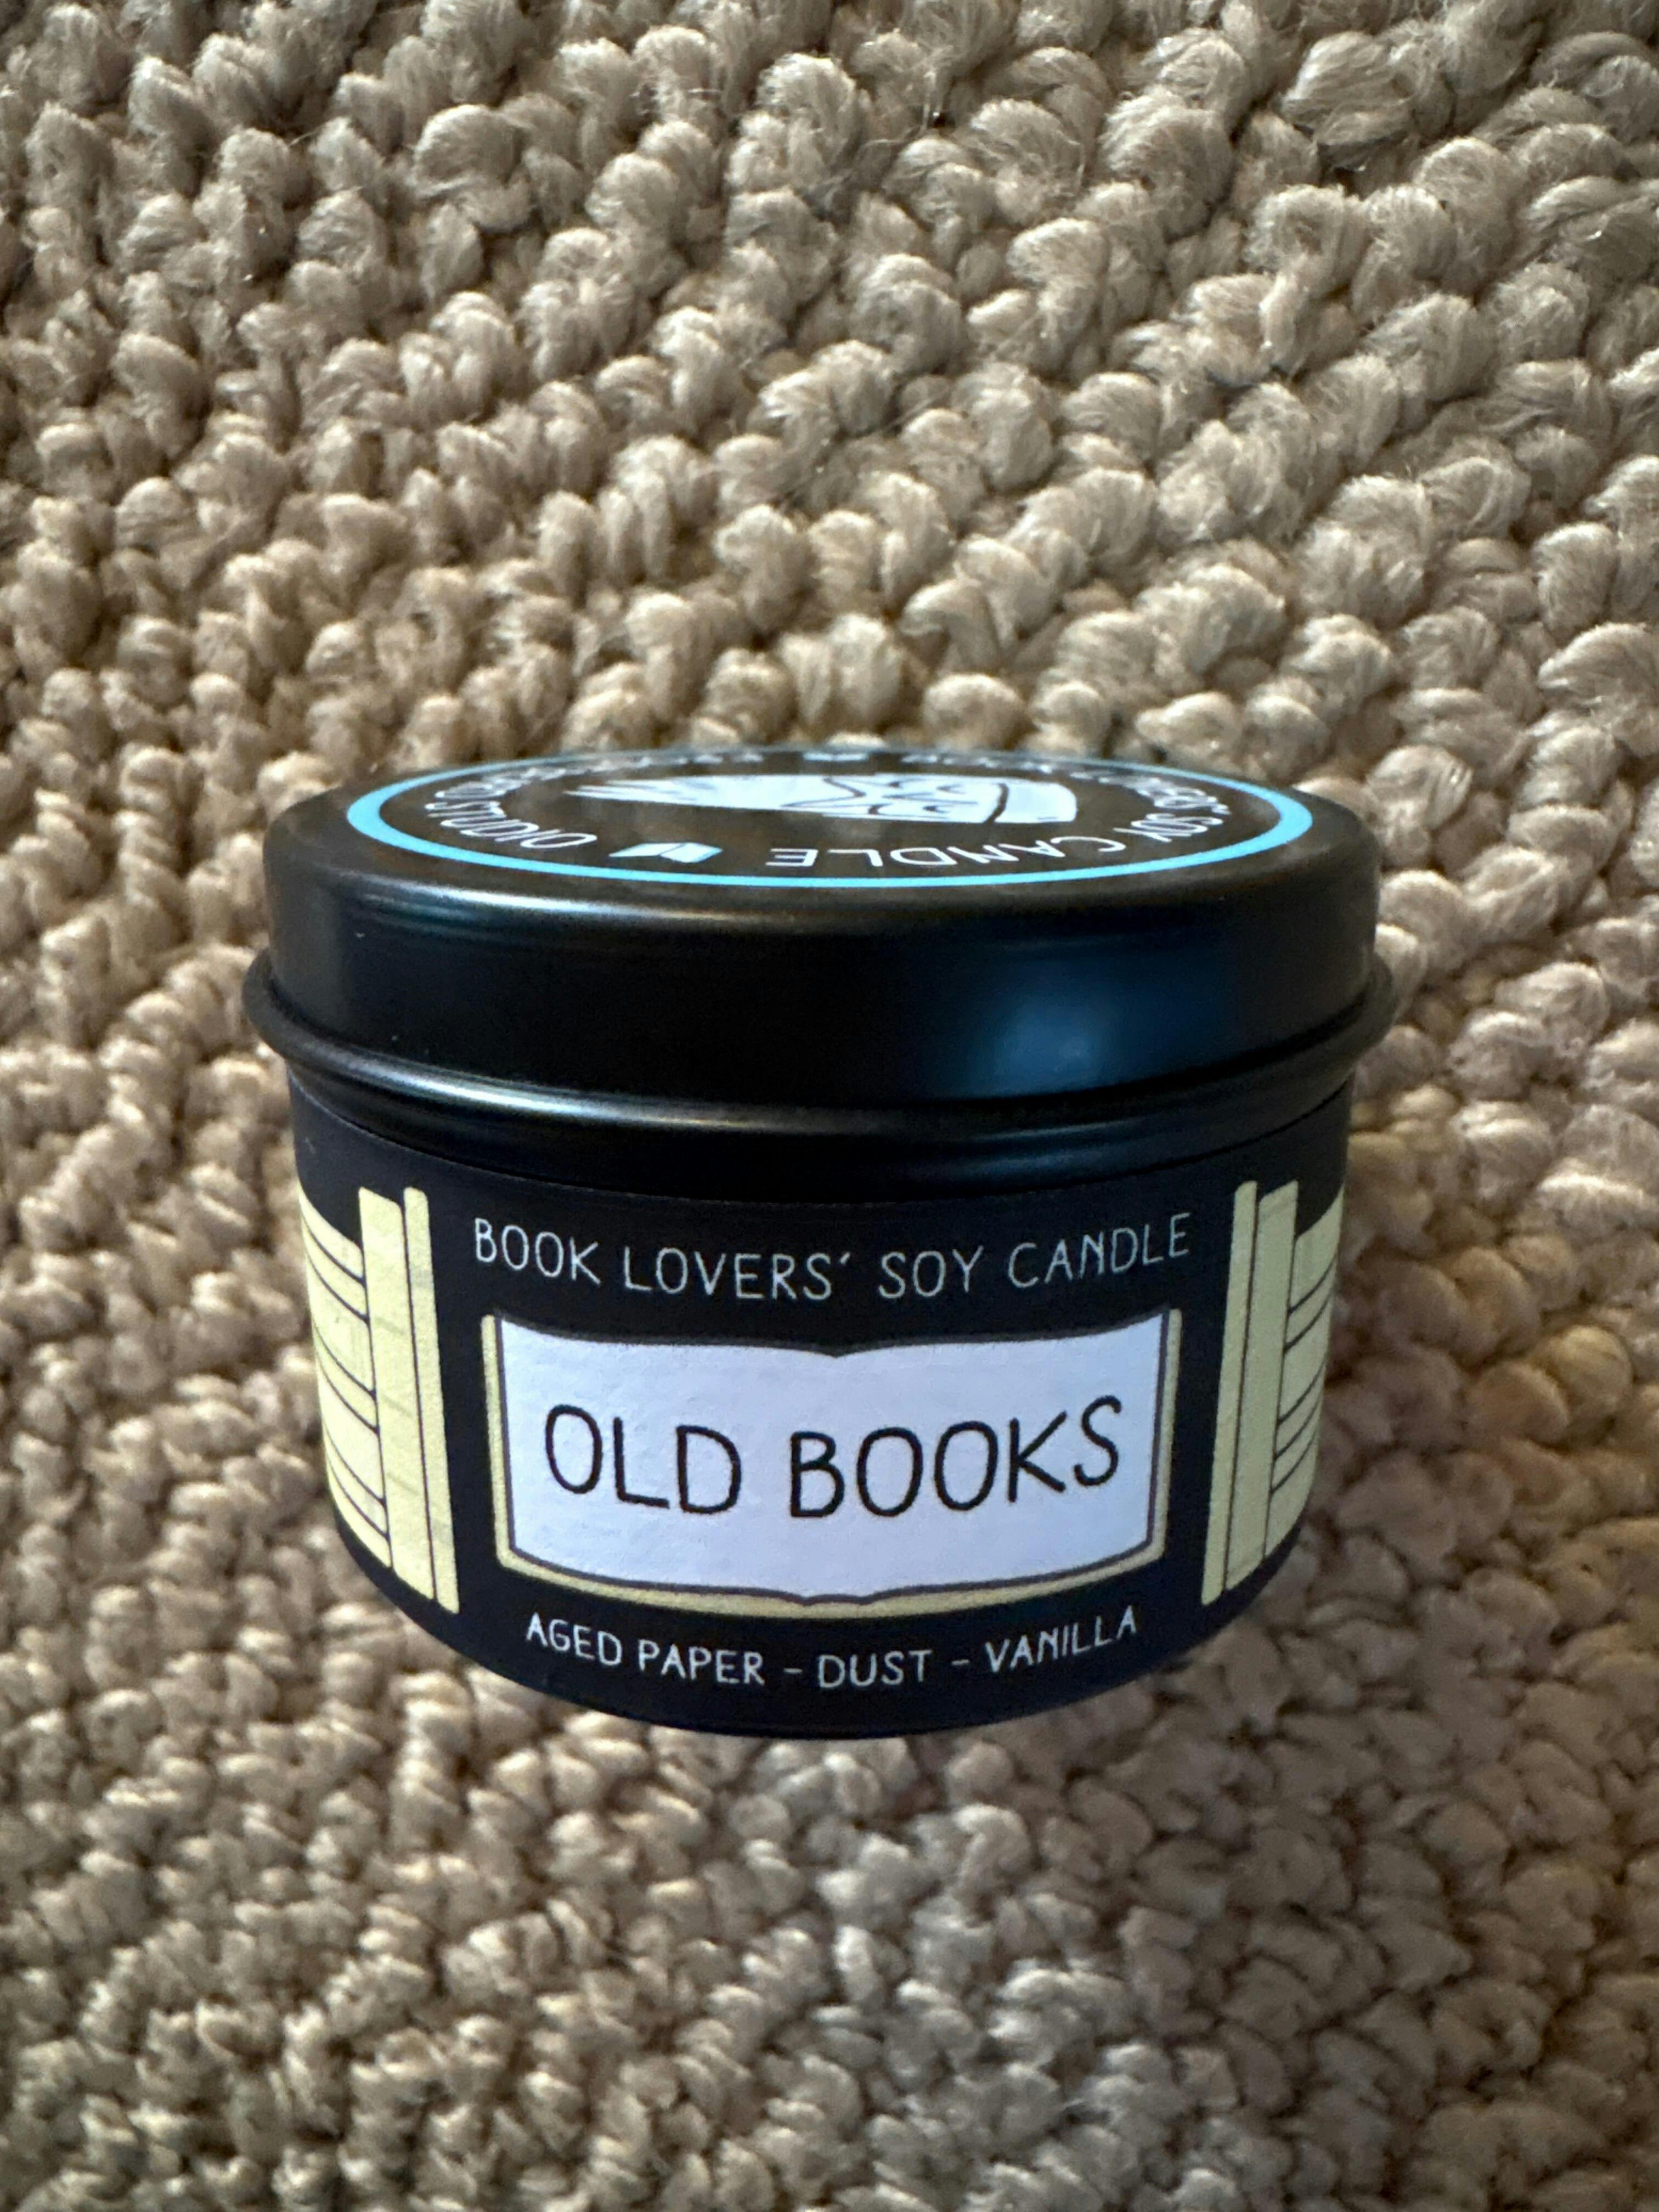 SOY CANDLE
BOOK LOVERS' SOY CANDLE
OLD BOOKS
AGED PAPER - DUST - VANILLA